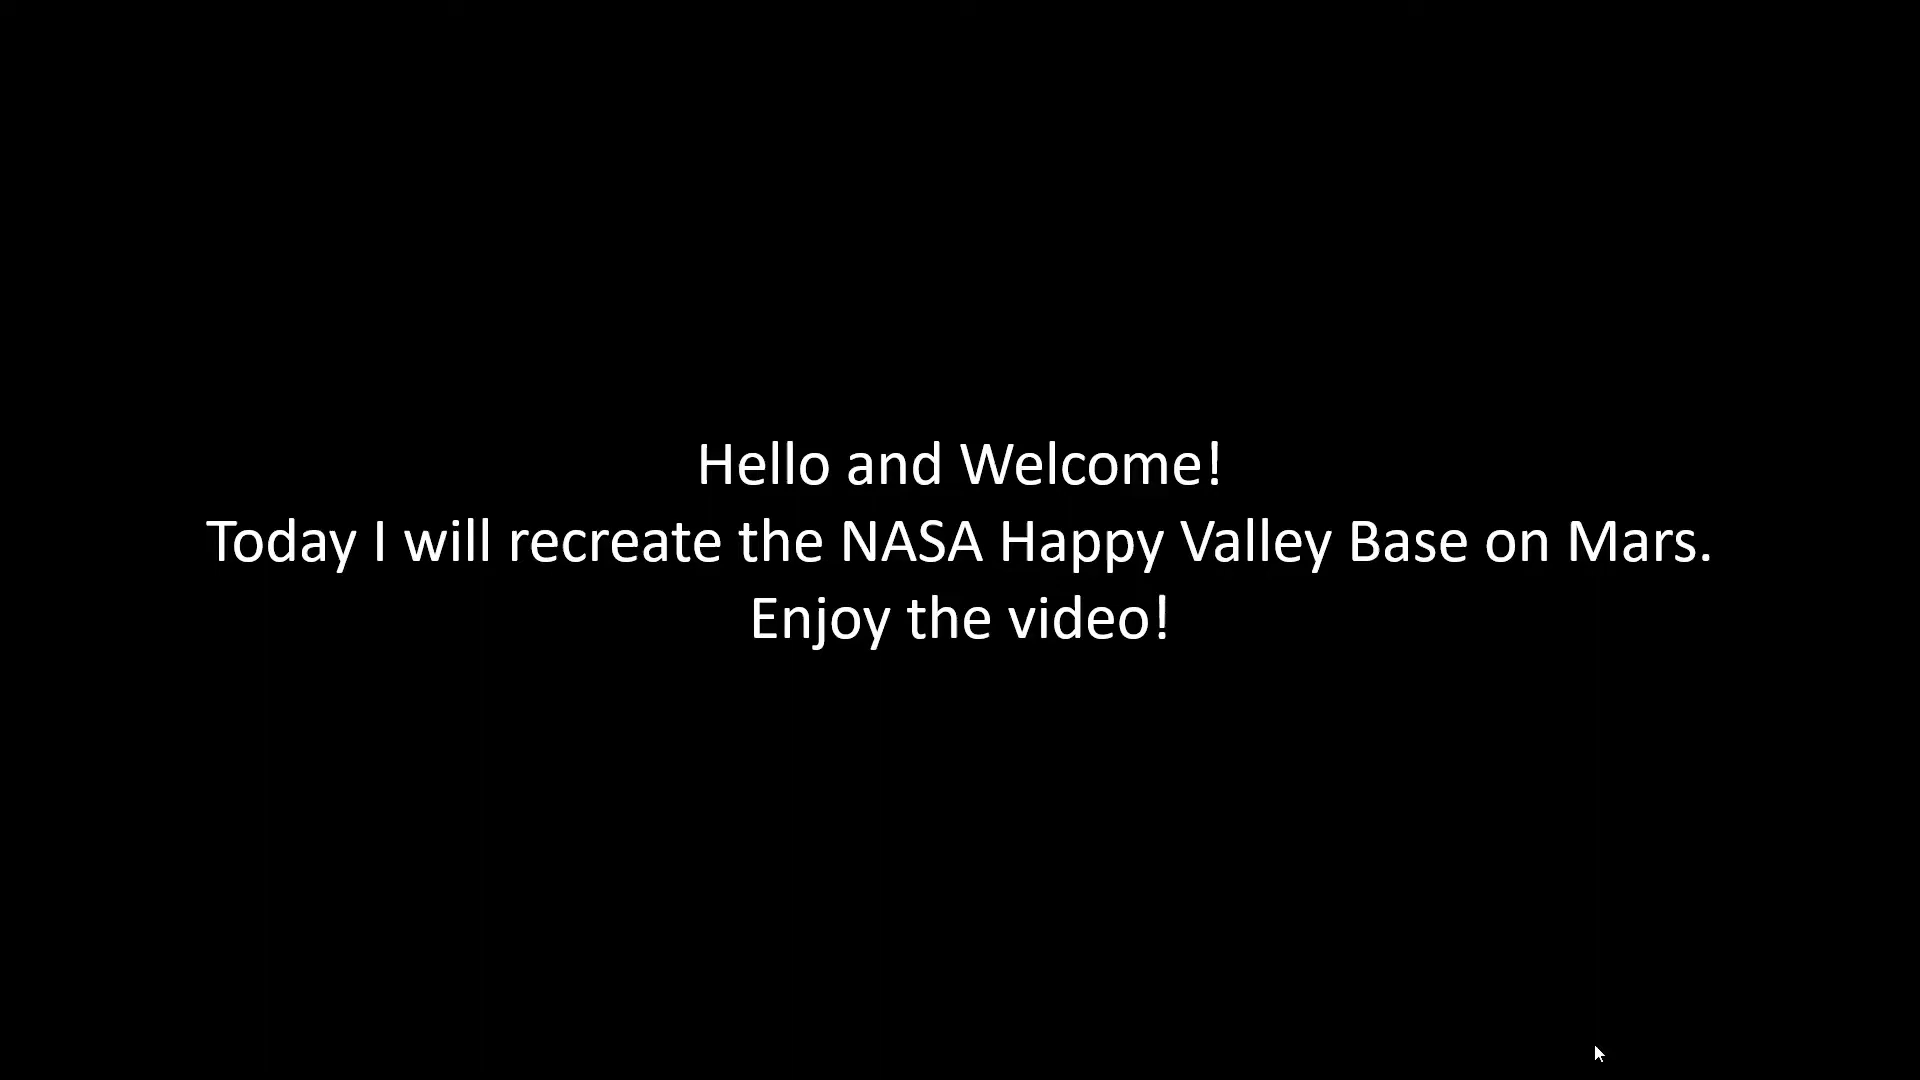 Hello and Welcome!
Today I will recreate the NASA Happy Valley Base on Mars.
Enjoy the video!